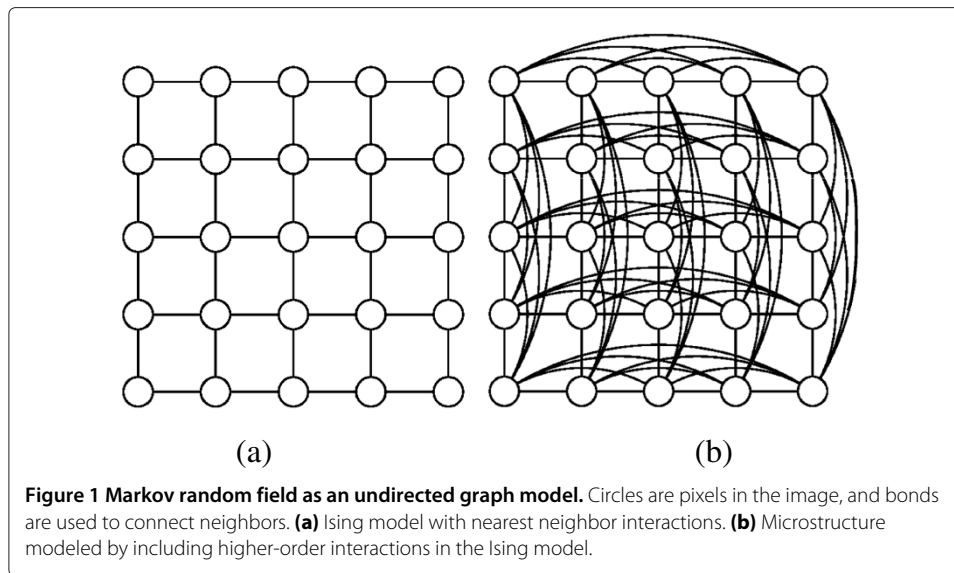 (a)
(b)
Figure 1 Markov random field as an undirected graph model. Circles are pixels in the image, and bonds
are used to connect neighbors. (a) Ising model with nearest neighbor interactions. (b) Microstructure
modeled by including higher-order interactions in the Ising model.